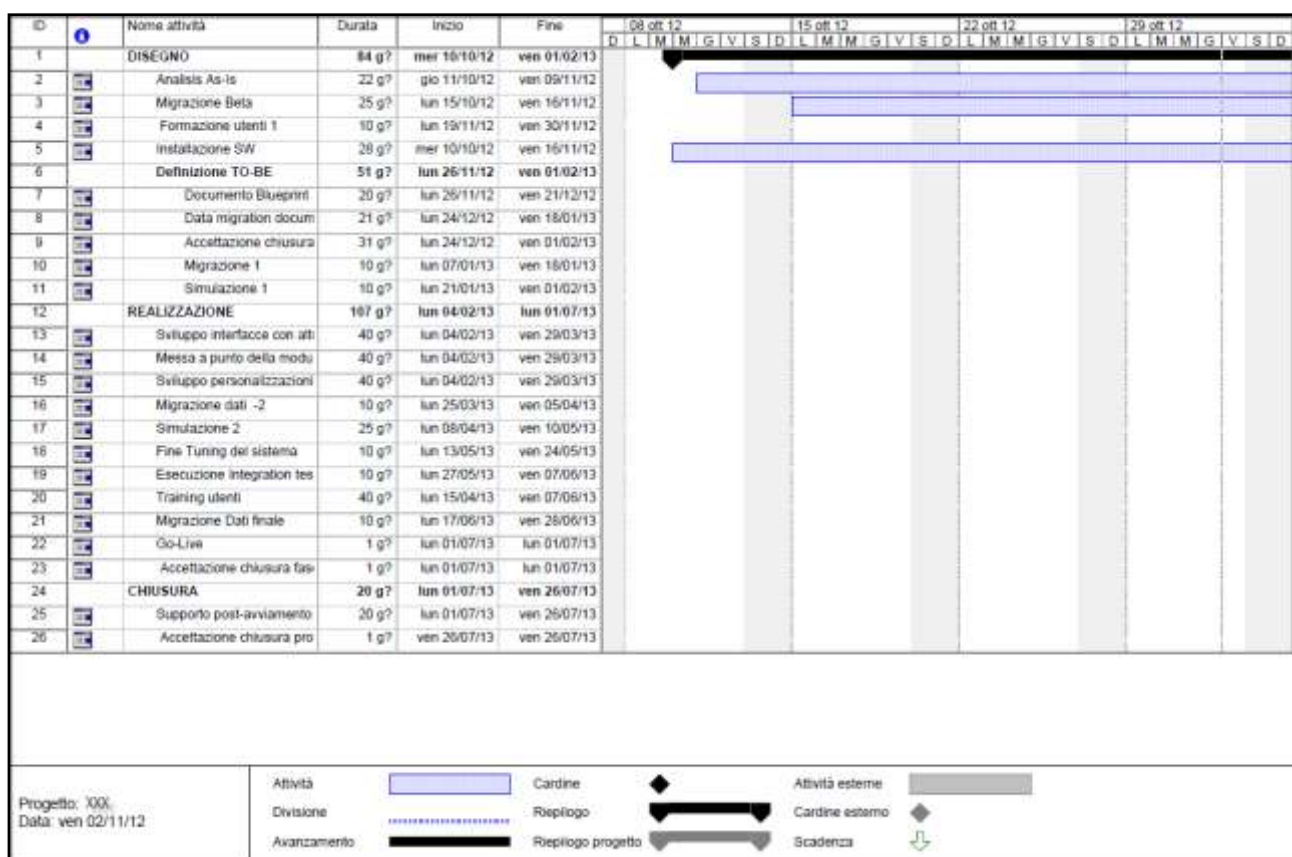 ID Nome attività Durata Inizio Fine 08 ott 12 15 ott 12 22 ott 12 29 ott 12
D L M M G V S D L M M G V S D L M M G V S D L M M G V S D
1 DISEGNO 84 g? mer 10/10/12 ven 01/02/13
2 Analisis As-Is 22 g? gio 11/10/12 ven 09/11/12
3 Migrazione Beta 25 g? lun 15/10/12 ven 16/11/12
4 Formazione utenti 1 10 g? lun 19/11/12 ven 30/11/12
5 Installazione SW 28 g? mer 10/10/12 ven 16/11/12
6 Definizione TO-BE 51 g? lun 26/11/12 ven 01/02/13
7 Documento Blueprint 20 g? lun 26/11/12 ven 21/12/12
8 Data migration docum 21 g? lun 24/12/12 ven 18/01/13
9 Accettazione chiusura 31 g? lun 24/12/12 ven 01/02/13
10 Migrazione 1 10 g? lun 07/01/13 ven 18/01/13
11 Simulazione 1 10 g? lun 21/01/13 ven 01/02/13
12 REALIZZAZIONE 107 g? lun 04/02/13 lun 01/07/13
13 Sviluppo interfacce con att 40 g? lun 04/02/13 ven 29/03/13
14 Messa a punto della modu 40 g? lun 04/02/13 ven 29/03/13
15 Sviluppo personalizzazioni 40 g? lun 04/02/13 ven 29/03/13
16 Migrazione dati -2 10 g? lun 25/03/13 ven 05/04/13
17 Simulazione 2 25 g? lun 08/04/13 ven 10/05/13
18 Fine Tuning del sistema 10 g? lun 13/05/13 ven 24/05/13
19 Esecuzione Integration tes 10 g? lun 27/05/13 ven 07/06/13
20 Training utenti 40 g? lun 15/04/13 ven 07/06/13
21 Migrazione Dati finale 10 g? lun 17/06/13 ven 28/06/13
22 Go-Live 1 g? lun 01/07/13 lun 01/07/13
23 Accettazione chiusura fas 1 g? lun 01/07/13 lun 01/07/13
24 CHIUSURA 20 g? lun 01/07/13 ven 26/07/13
25 Supporto post-avviamento 20 g? lun 01/07/13 ven 26/07/13
26 Accettazione chiusura pro 1 g? ven 26/07/13 ven 26/07/13
Progetto: XXX.
Data: ven 02/11/12
Attività Cardine Attività esterne
Divisione Riepilogo Cardine esterno
Avanzamento Riepilogo progetto Scadenza